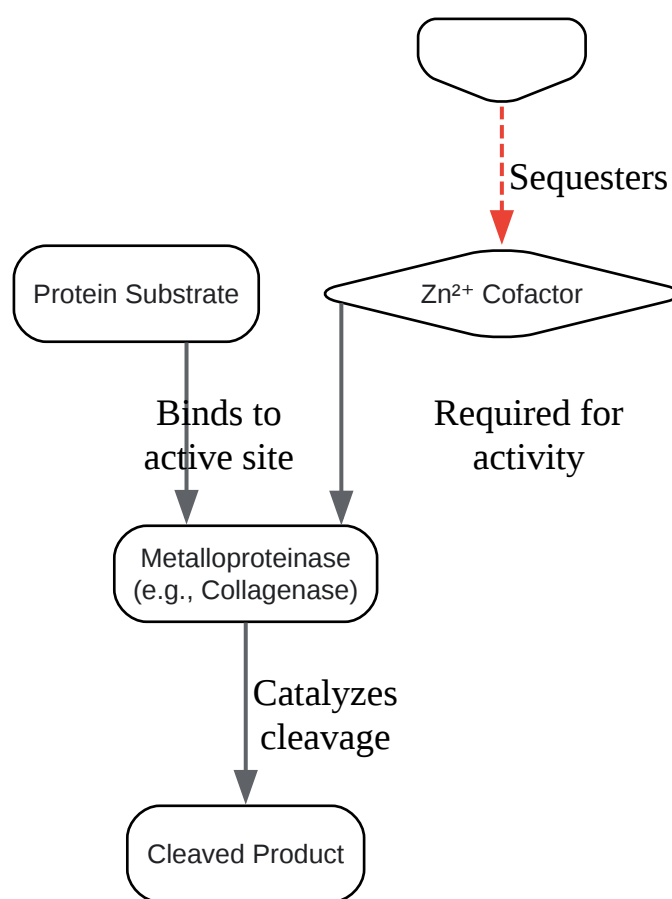 Sequesters
Protein Substrate
Zn²⁺ Cofactor
Binds to
active site
Required for
activity
Metalloproteinase
(e.g., Collagenase)
Catalyzes
cleavage
Cleaved Product